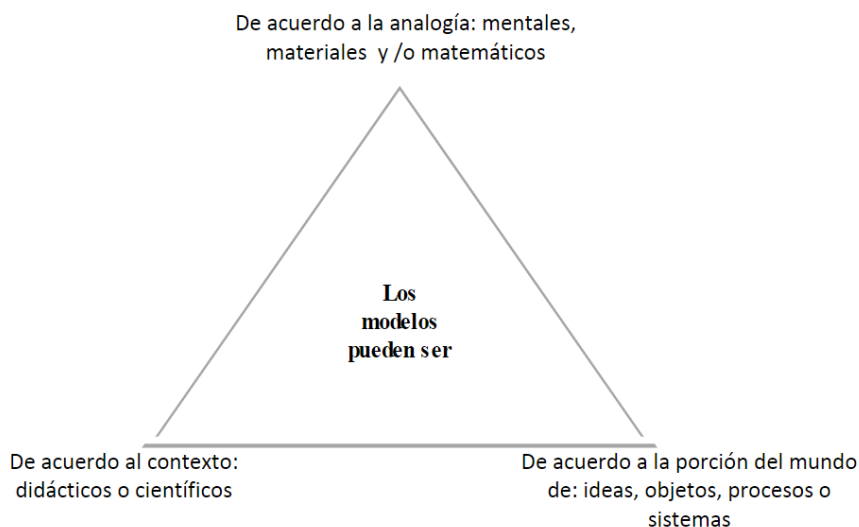 De acuerdo a la analogía: mentales,
materiales y /o matemáticos
Los
modelos
pueden ser
De acuerdo al contexto:
didácticos o científicos
De acuerdo a la porción del mundo
de: ideas, objetos, procesos o
sistemas